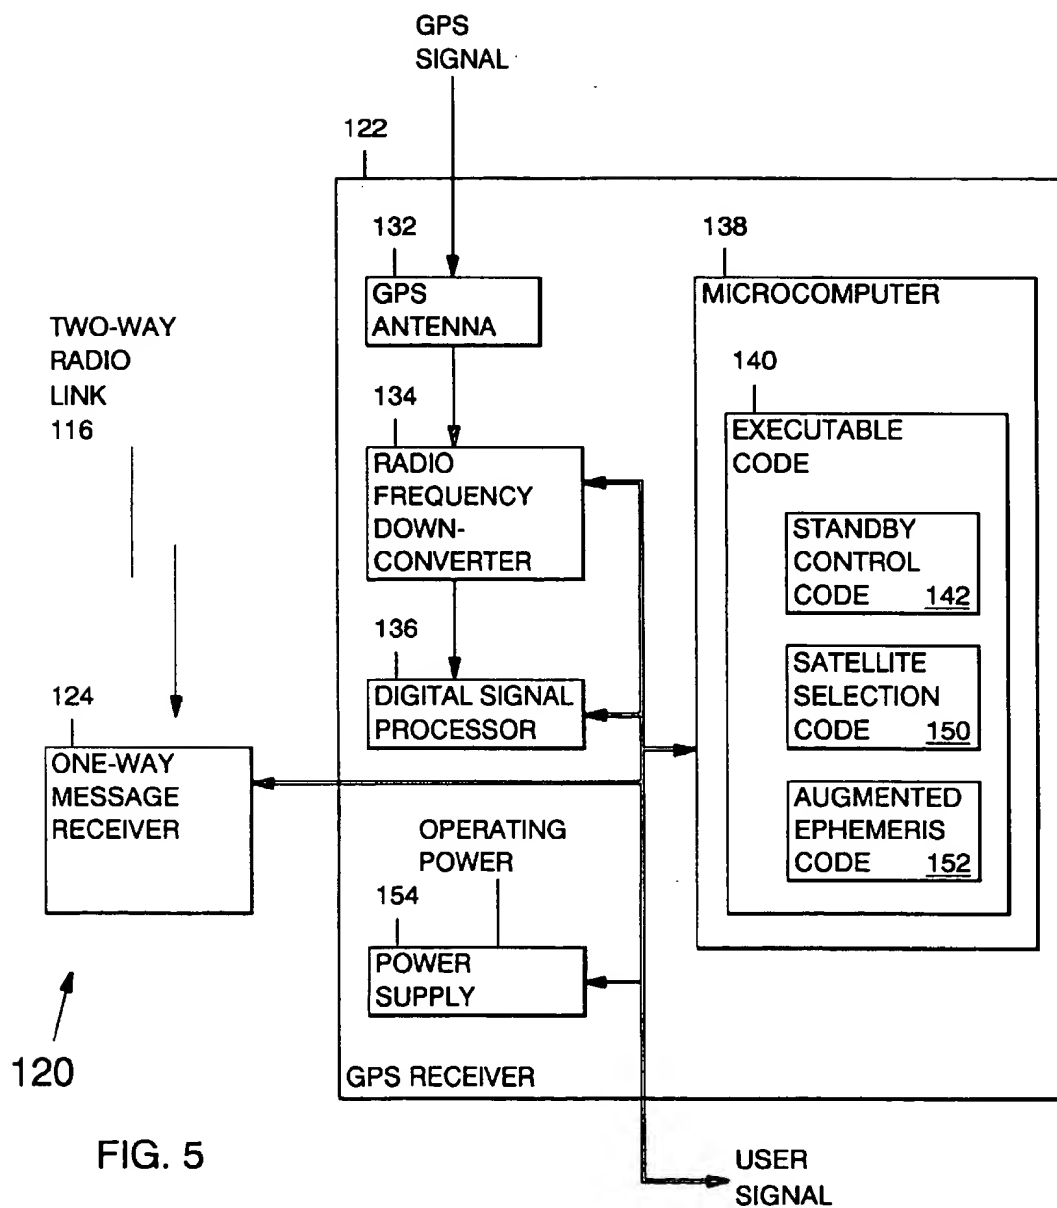 GPS
SIGNAL
122
132
GPS
ANTENNA
138
MICROCOMPUTER
TWO-WAY
RADIO
LINK
116
134
RADIO
FREQUENCY
DOWN-
CONVERTER
140
EXECUTABLE
CODE
STANDBY
CONTROL
CODE 142
136
DIGITAL SIGNAL
PROCESSOR
SATELLITE
SELECTION
CODE 150
124
ONE-WAY
MESSAGE
RECEIVER
AUGMENTED
EPHEMERIS
CODE 152
OPERATING
POWER
154
POWER
SUPPLY
120
GPS RECEIVER
FIG. 5
USER
SIGNAL